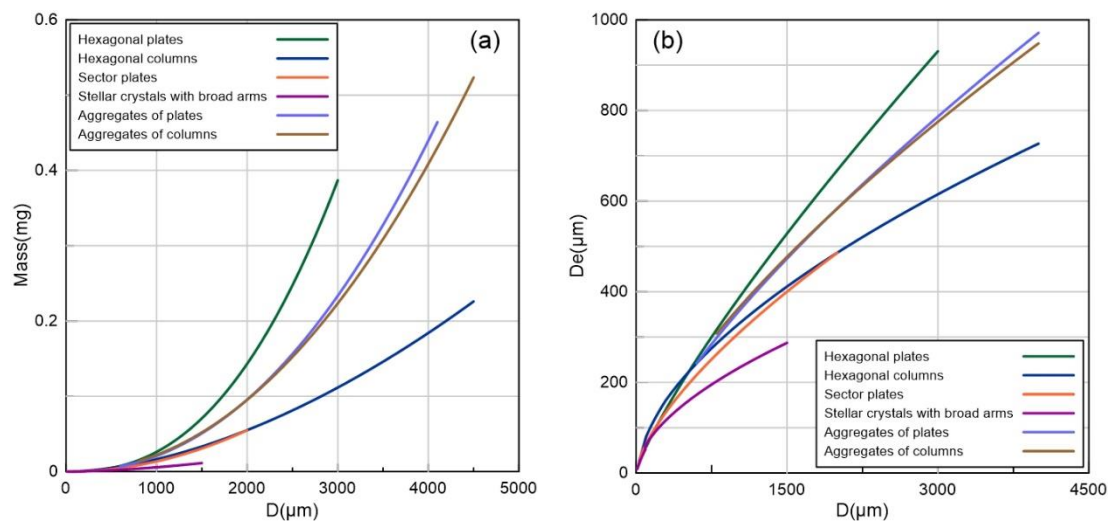 0.6
(a)
Hexagonal plates
Hexagonal columns
Sector plates
Stellar crystals with broad arms
Aggregates of plates
Aggregates of columns
0.4
Mass(mg)
0.2
0
0 1000 2000 3000 4000 5000
D(µm)
1000
(b)
800
600
De(µm)
400
200
0
Hexagonal plates
Hexagonal columns
Sector plates
Stellar crystals with broad arms
Aggregates of plates
Aggregates of columns
0 1500 3000 4500
D(µm)